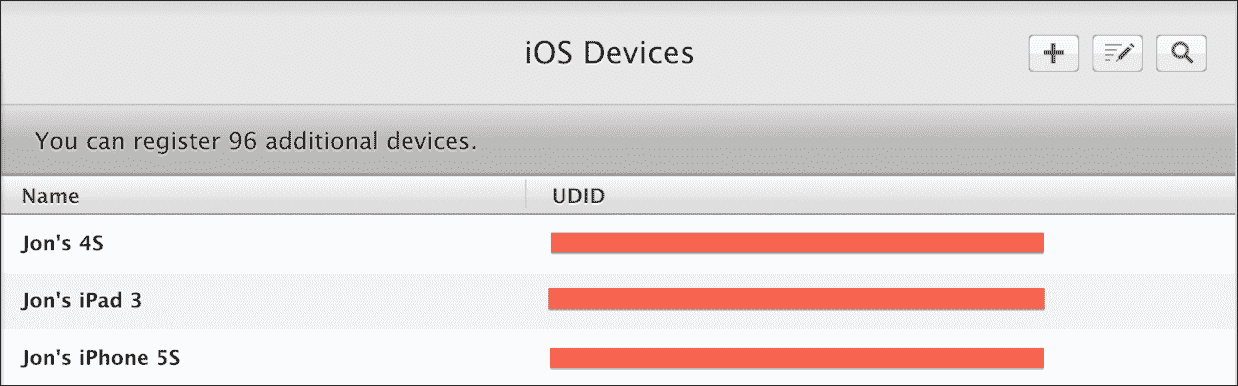 iOS Devices
You can register 96 additional devices.
Name UDID
Jon's 4S
Jon's iPad 3
Jon's iPhone 5S